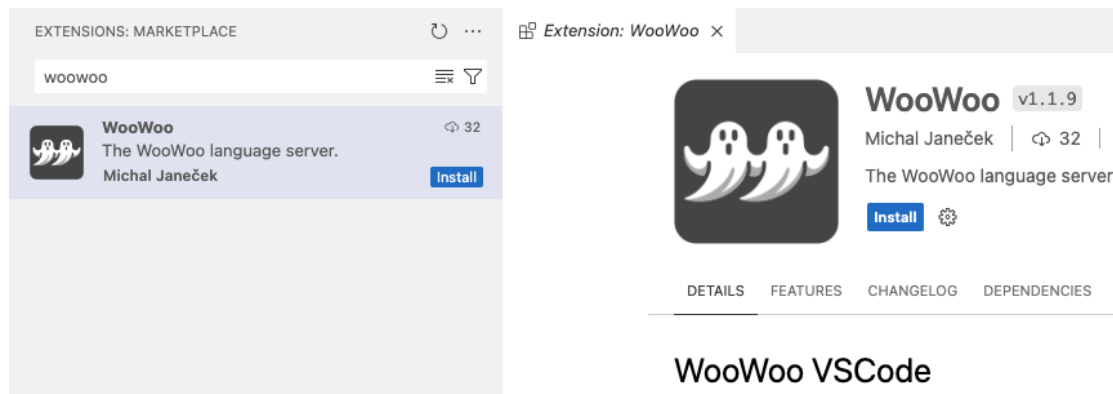 EXTENSIONS: MARKETPLACE
woowoo
WooWoo
32
The WooWoo language server.
Michal Janeček
Install
Extension: WooWoo
WooWoo v1.1.9
Michal Janeček 32
The WooWoo language server
Install
DETAILS FEATURES CHANGELOG DEPENDENCIES
WooWoo VSCode